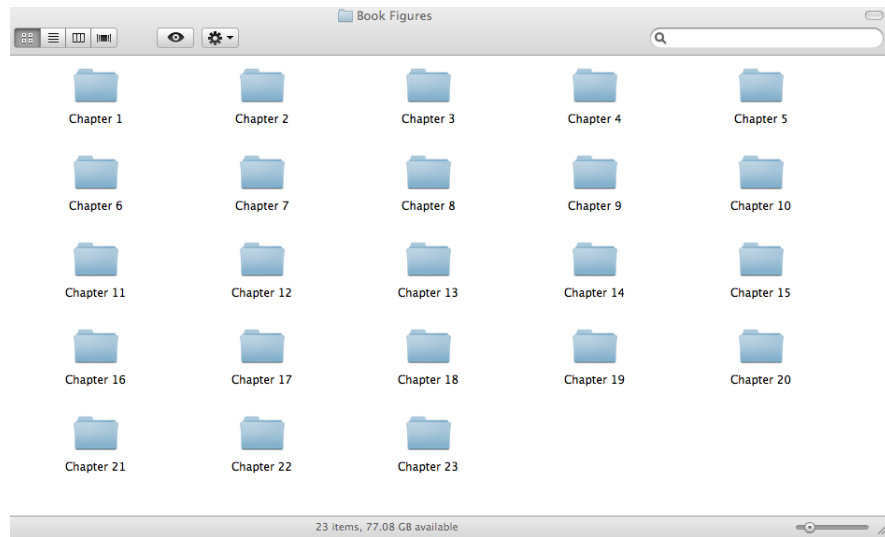 Book Figures
Chapter 1 Chapter 2 Chapter 3 Chapter 4 Chapter 5
Chapter 6 Chapter 7 Chapter 8 Chapter 9 Chapter 10
Chapter 11 Chapter 12 Chapter 13 Chapter 14 Chapter 15
Chapter 16 Chapter 17 Chapter 18 Chapter 19 Chapter 20
Chapter 21 Chapter 22 Chapter 23
23 items, 77.08 GB available